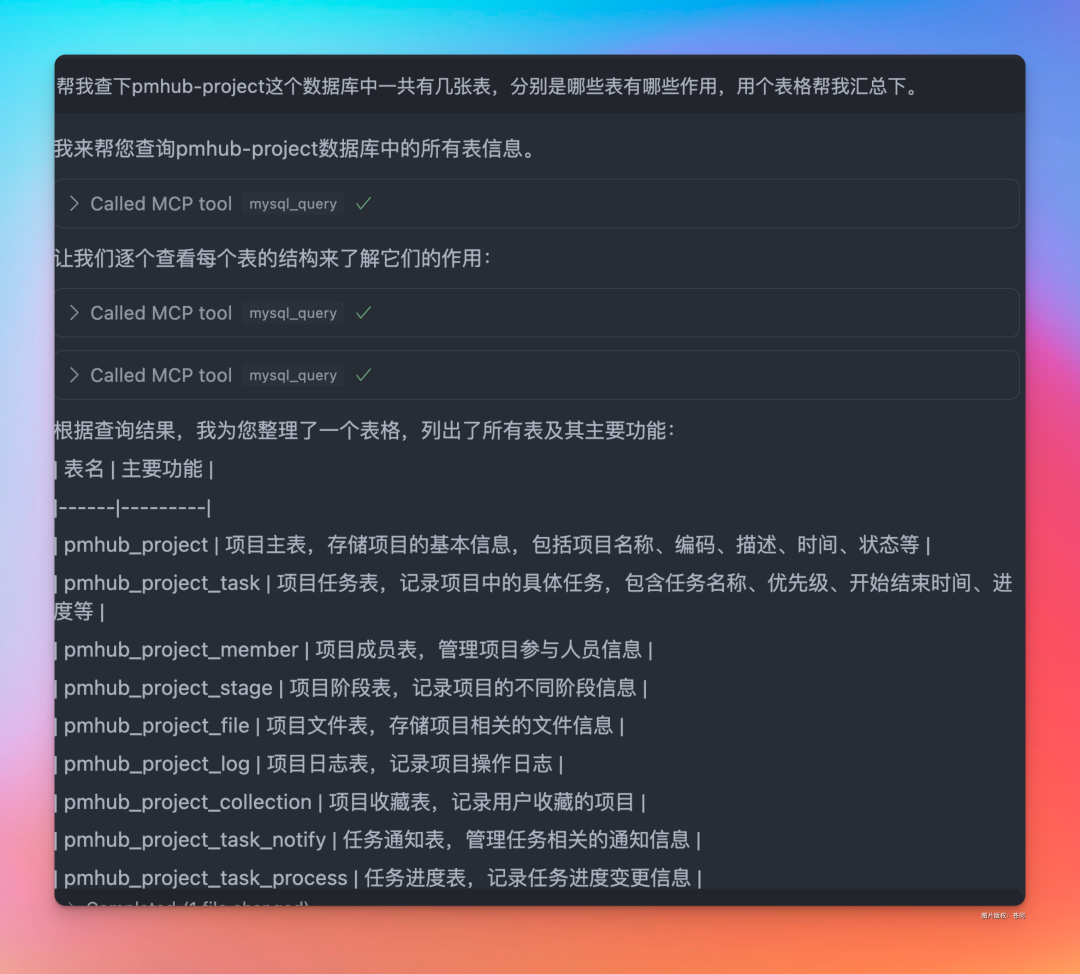 帮我查下pmhub-project这个数据库中一共有几张表，分别是哪些表有哪些作用，用个表格帮我汇总下。
我来帮您查询pmhub-project数据库中的所有表信息。
Called MCP tool mysql_query
让我们逐个查看每个表的结构来了解它们的作用：
Called MCP tool mysql_query
Called MCP tool mysql_query
根据查询结果，我为您整理了一个表格，列出了所有表及其主要功能：
| 表名 | 主要功能 |
|------|---------|
| pmhub_project | 项目主表，存储项目的基本信息，包括项目名称、编码、描述、时间、状态等 |
| pmhub_project_task | 项目任务表，记录项目中的具体任务，包含任务名称、优先级、开始结束时间、进
度等 |
| pmhub_project_member | 项目成员表，管理项目参与人员信息 |
| pmhub_project_stage | 项目阶段表，记录项目的不同阶段信息 |
| pmhub_project_file | 项目文件表，存储项目相关的文件信息 |
| pmhub_project_log | 项目日志表，记录项目操作日志 |
| pmhub_project_collection | 项目收藏表，记录用户收藏的项目 |
| pmhub_project_task_notify | 任务通知表，管理任务相关的通知信息 |
| pmhub_project_task_process | 任务进度表，记录任务进度变更信息 |
Completed (1 file changed)
图片版权：苍何